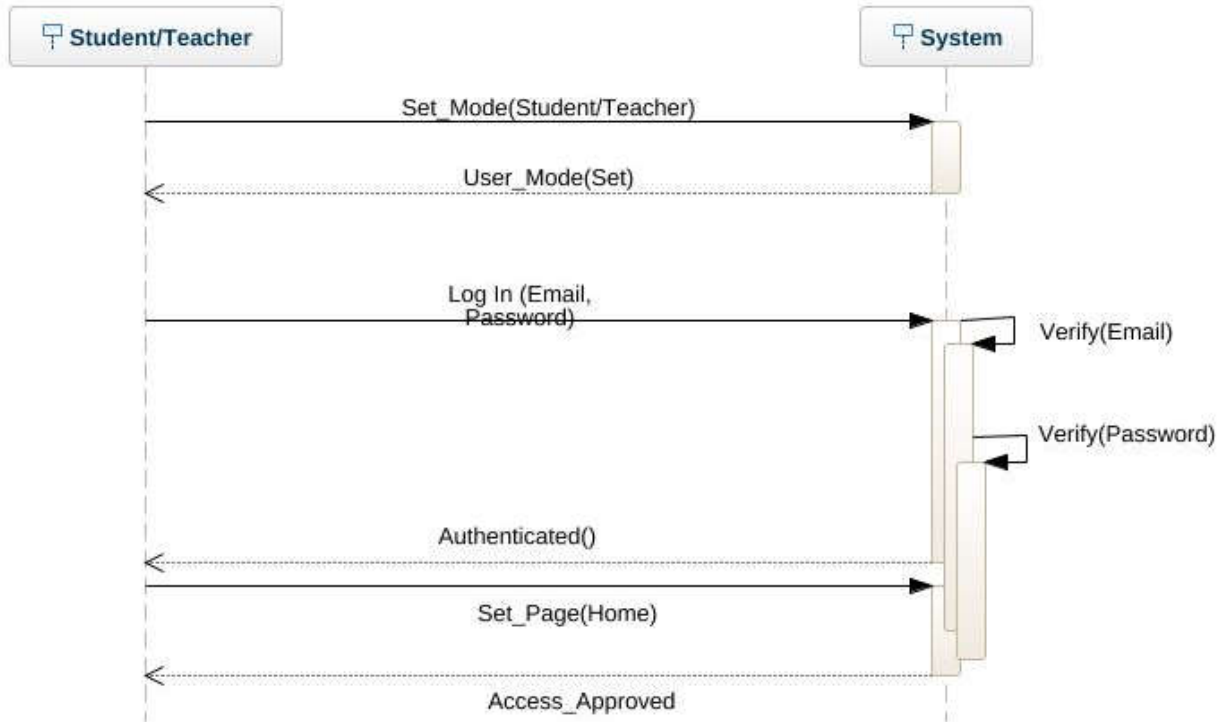 Student/Teacher
System
Set_Mode(Student/Teacher)
User_Mode(Set)
Log In (Email,
Password)
Verify(Email)
Verify(Password)
Authenticated()
Set_Page(Home)
Access_Approved